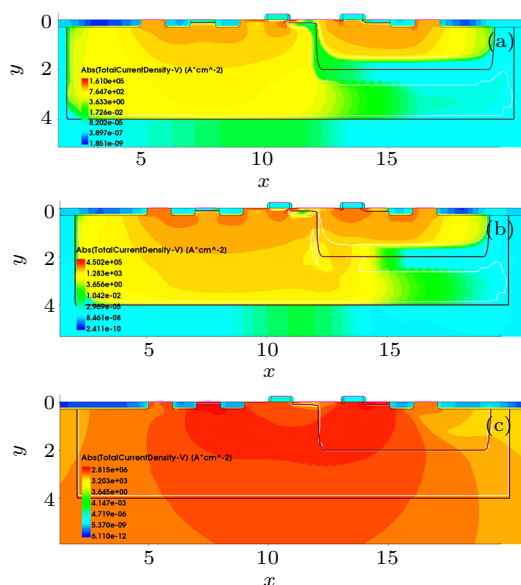 10
15
(a)
0
Abs(TotalCurrentDensity-V) (A*cm^-2)
1.610e+05
7.647e+02
3.633e+00
1.726e-02
8.202e-05
3.897e-07
1.851e-09
y
2
4
5
10
15
x
(b)
0
Abs(TotalCurrentDensity-V) (A*cm^-2)
4.502e+05
1.283e+03
3.656e+00
1.042e-02
2.969e-05
8.461e-08
2.411e-10
y
2
4
5
10
15
x
(c)
0
Abs(TotalCurrentDensity-V) (A*cm^-2)
2.815e+06
3.203e+03
3.645e+00
4.147e-03
4.719e-06
5.370e-09
6.110e-12
y
2
4
5
10
15
x